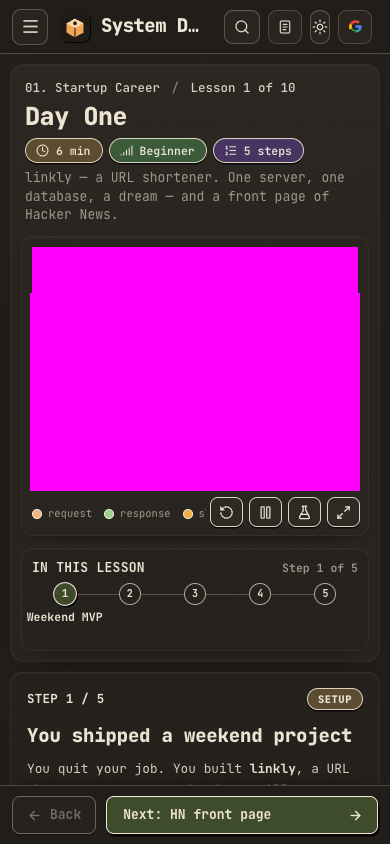 System D…
01. Startup Career / Lesson 1 of 10
Day One
6 min
Beginner
5 steps
linkly — a URL shortener. One server, one
database, a dream — and a front page of
Hacker News.
request
response
IN THIS LESSON
Step 1 of 5
1 2 3 4 5
Weekend MVP
STEP 1 / 5
SETUP
You shipped a weekend project
You quit your job. You built linkly, a URL
Back
Next: HN front page